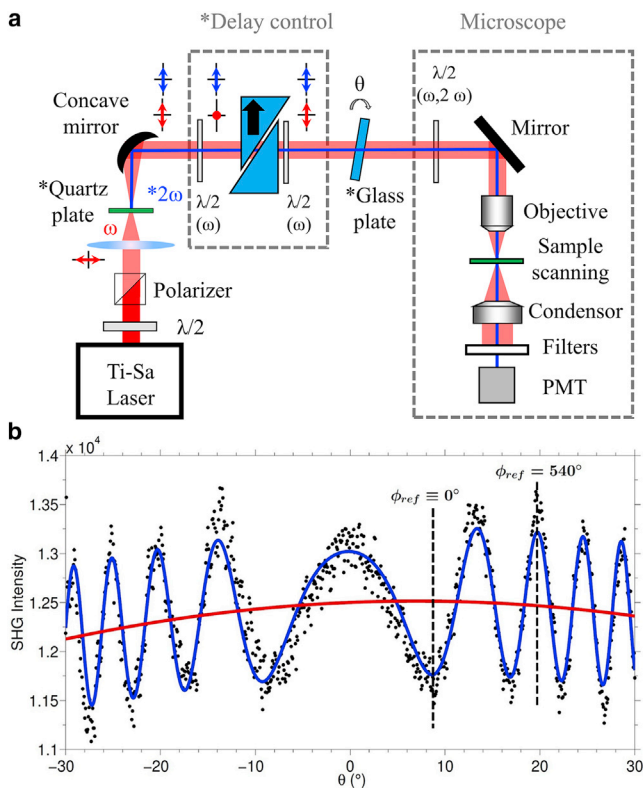 a
*Delay control
Microscope
Concave
mirror
θ
λ/2
(ω,2 ω)
Mirror
*Quartz
plate
*2ω
λ/2
(ω)
λ/2
(ω)
*Glass
plate
Objective
ω
Sample
scanning
Polarizer
Condensor
λ/2
Filters
Ti-Sa
Laser
PMT
b
x 10⁴
1.4
1.35
1.3
1.25
1.2
1.15
1.1
SHG Intensity
ϕref ≡ 0°
ϕref = 540°
−30 −20 −10 0 10 20 30
θ (°)